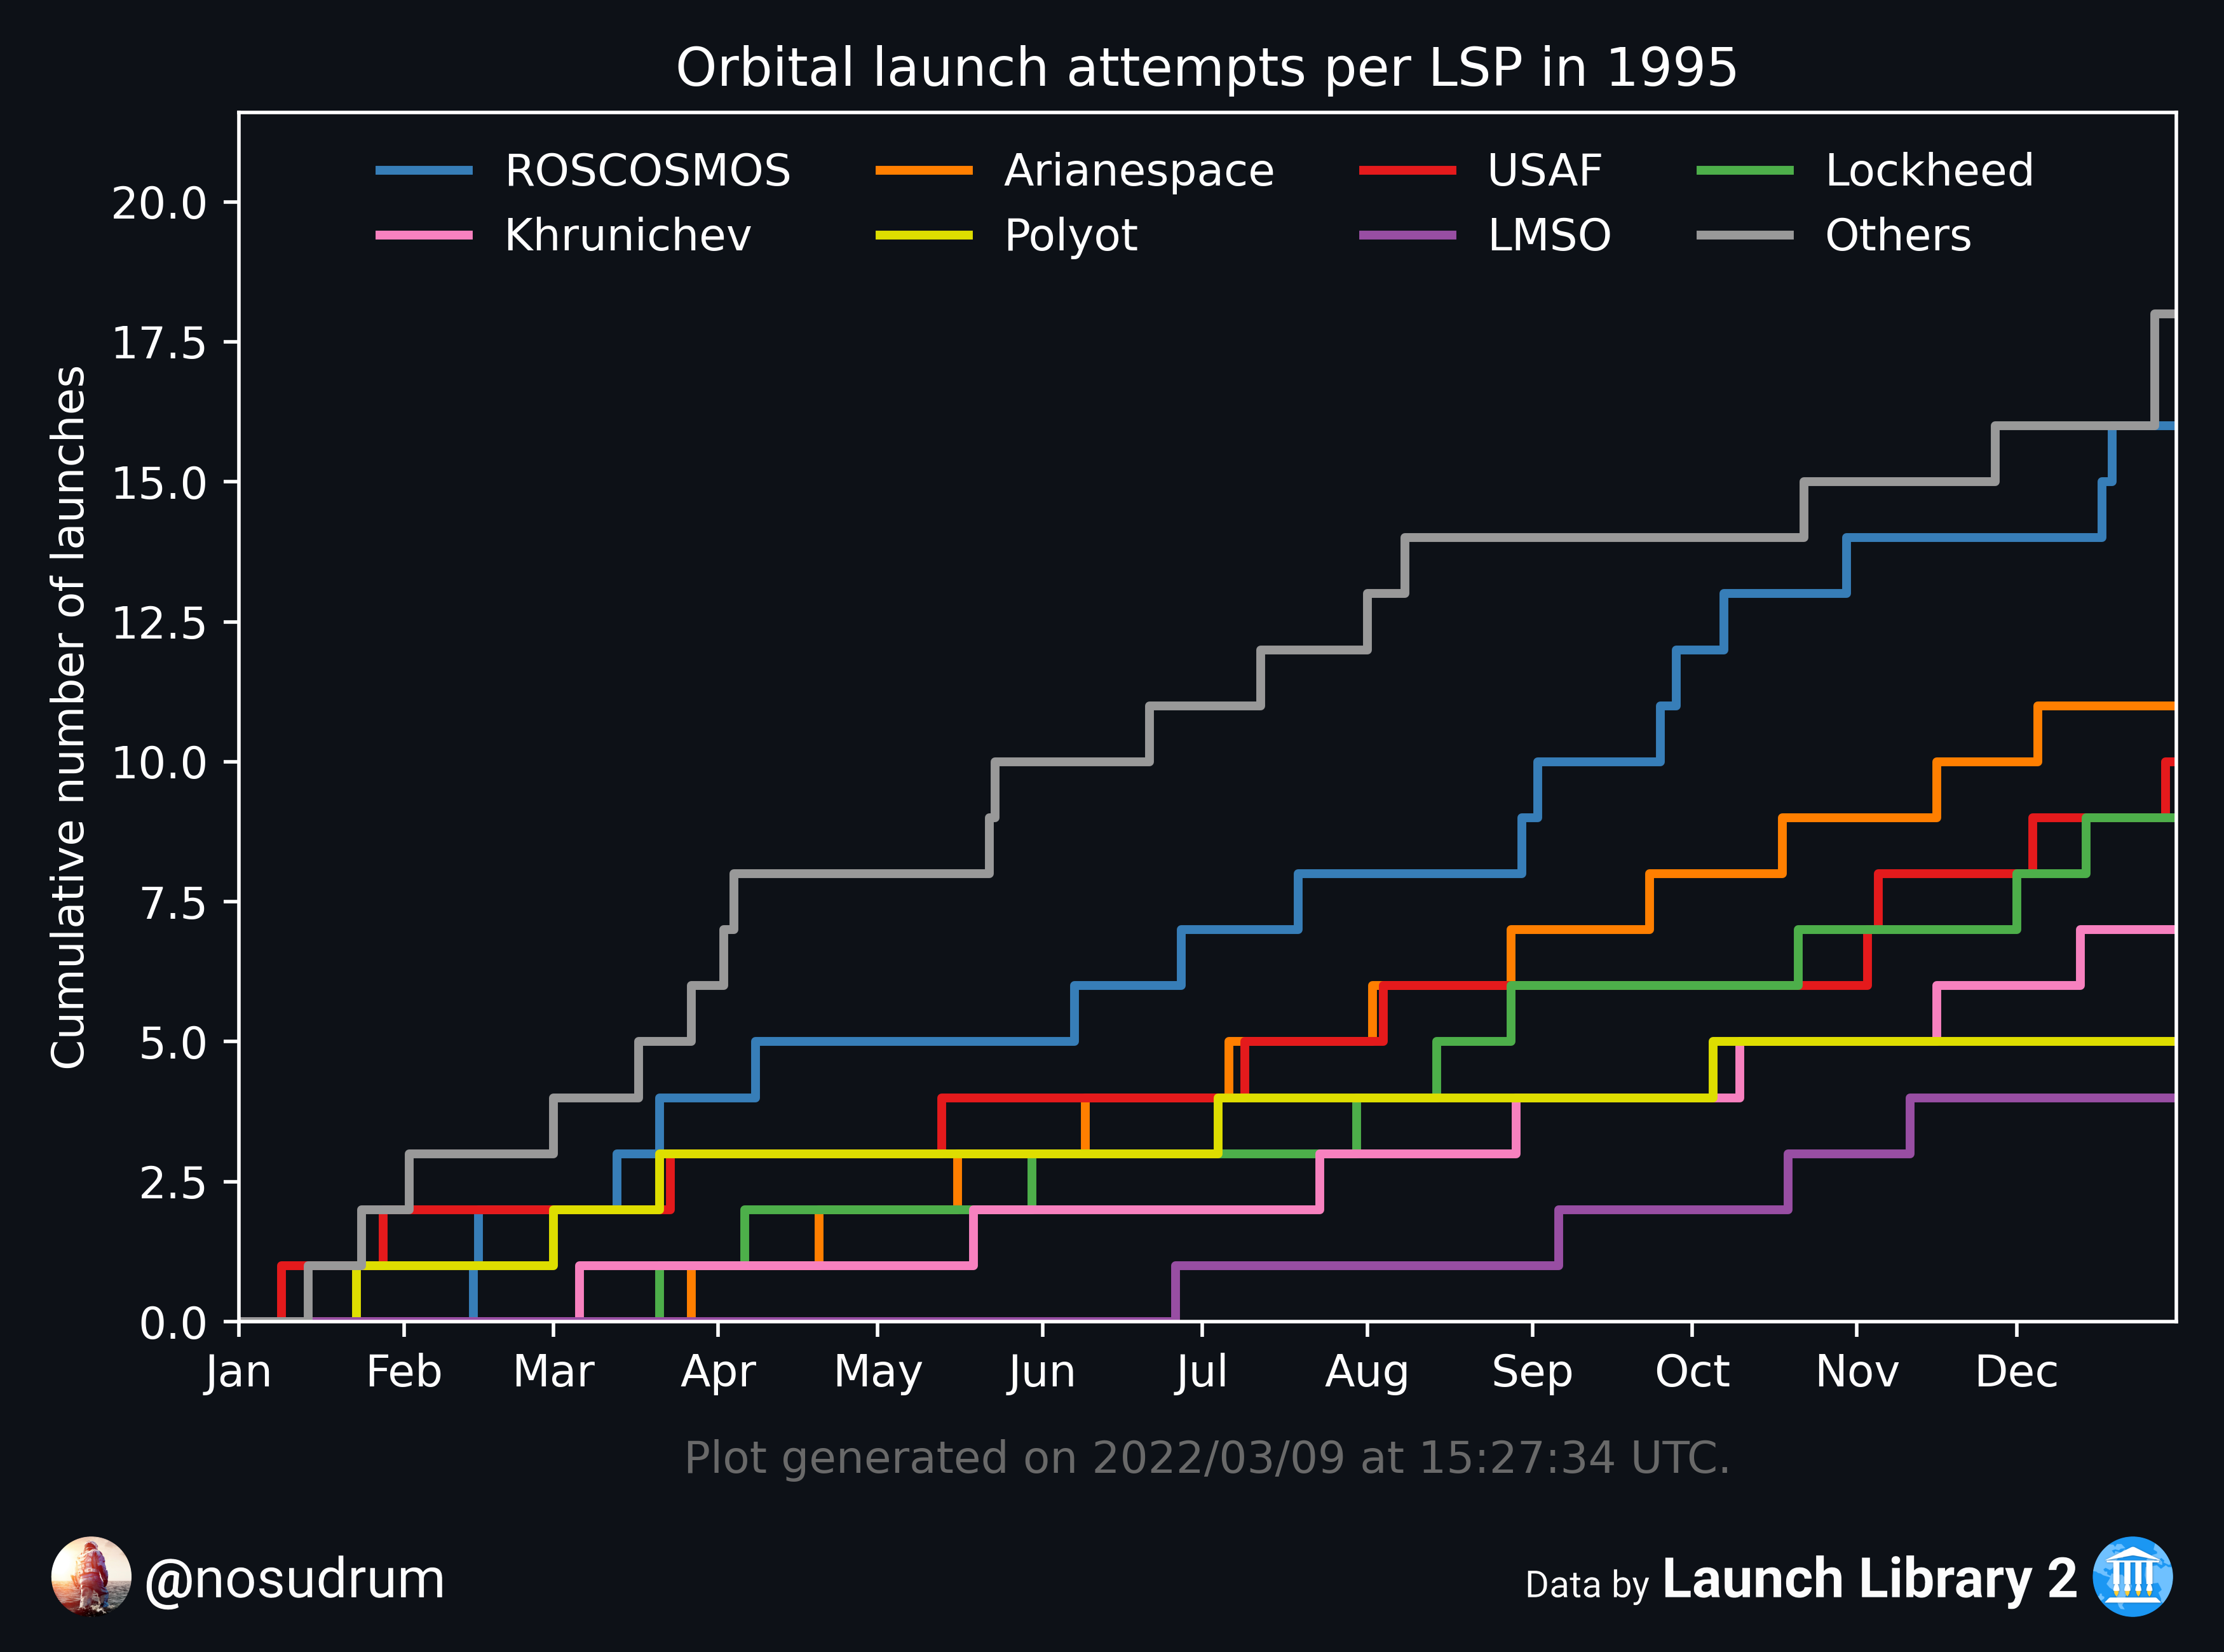 Orbital launch attempts per LSP in 1995
ROSCOSMOS Arianespace USAF Lockheed
Khrunichev Polyot LMSO Others
Cumulative number of launches
20.0
17.5
15.0
12.5
10.0
7.5
5.0
2.5
0.0
Jan Feb Mar Apr May Jun Jul Aug Sep Oct Nov Dec
Plot generated on 2022/03/09 at 15:27:34 UTC.
@nosudrum
Data by Launch Library 2